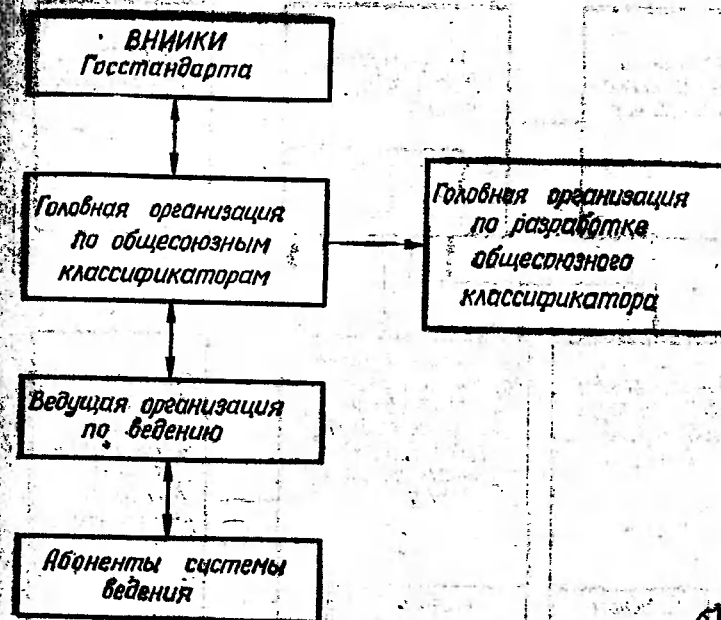 ВНИИКИ
Госстандарта
Головная организация
по общесоюзным
классификаторам
Головная организация
по разработке
общесоюзного
классификатора
Ведущая организация
по ведению
Абоненты системы
ведения